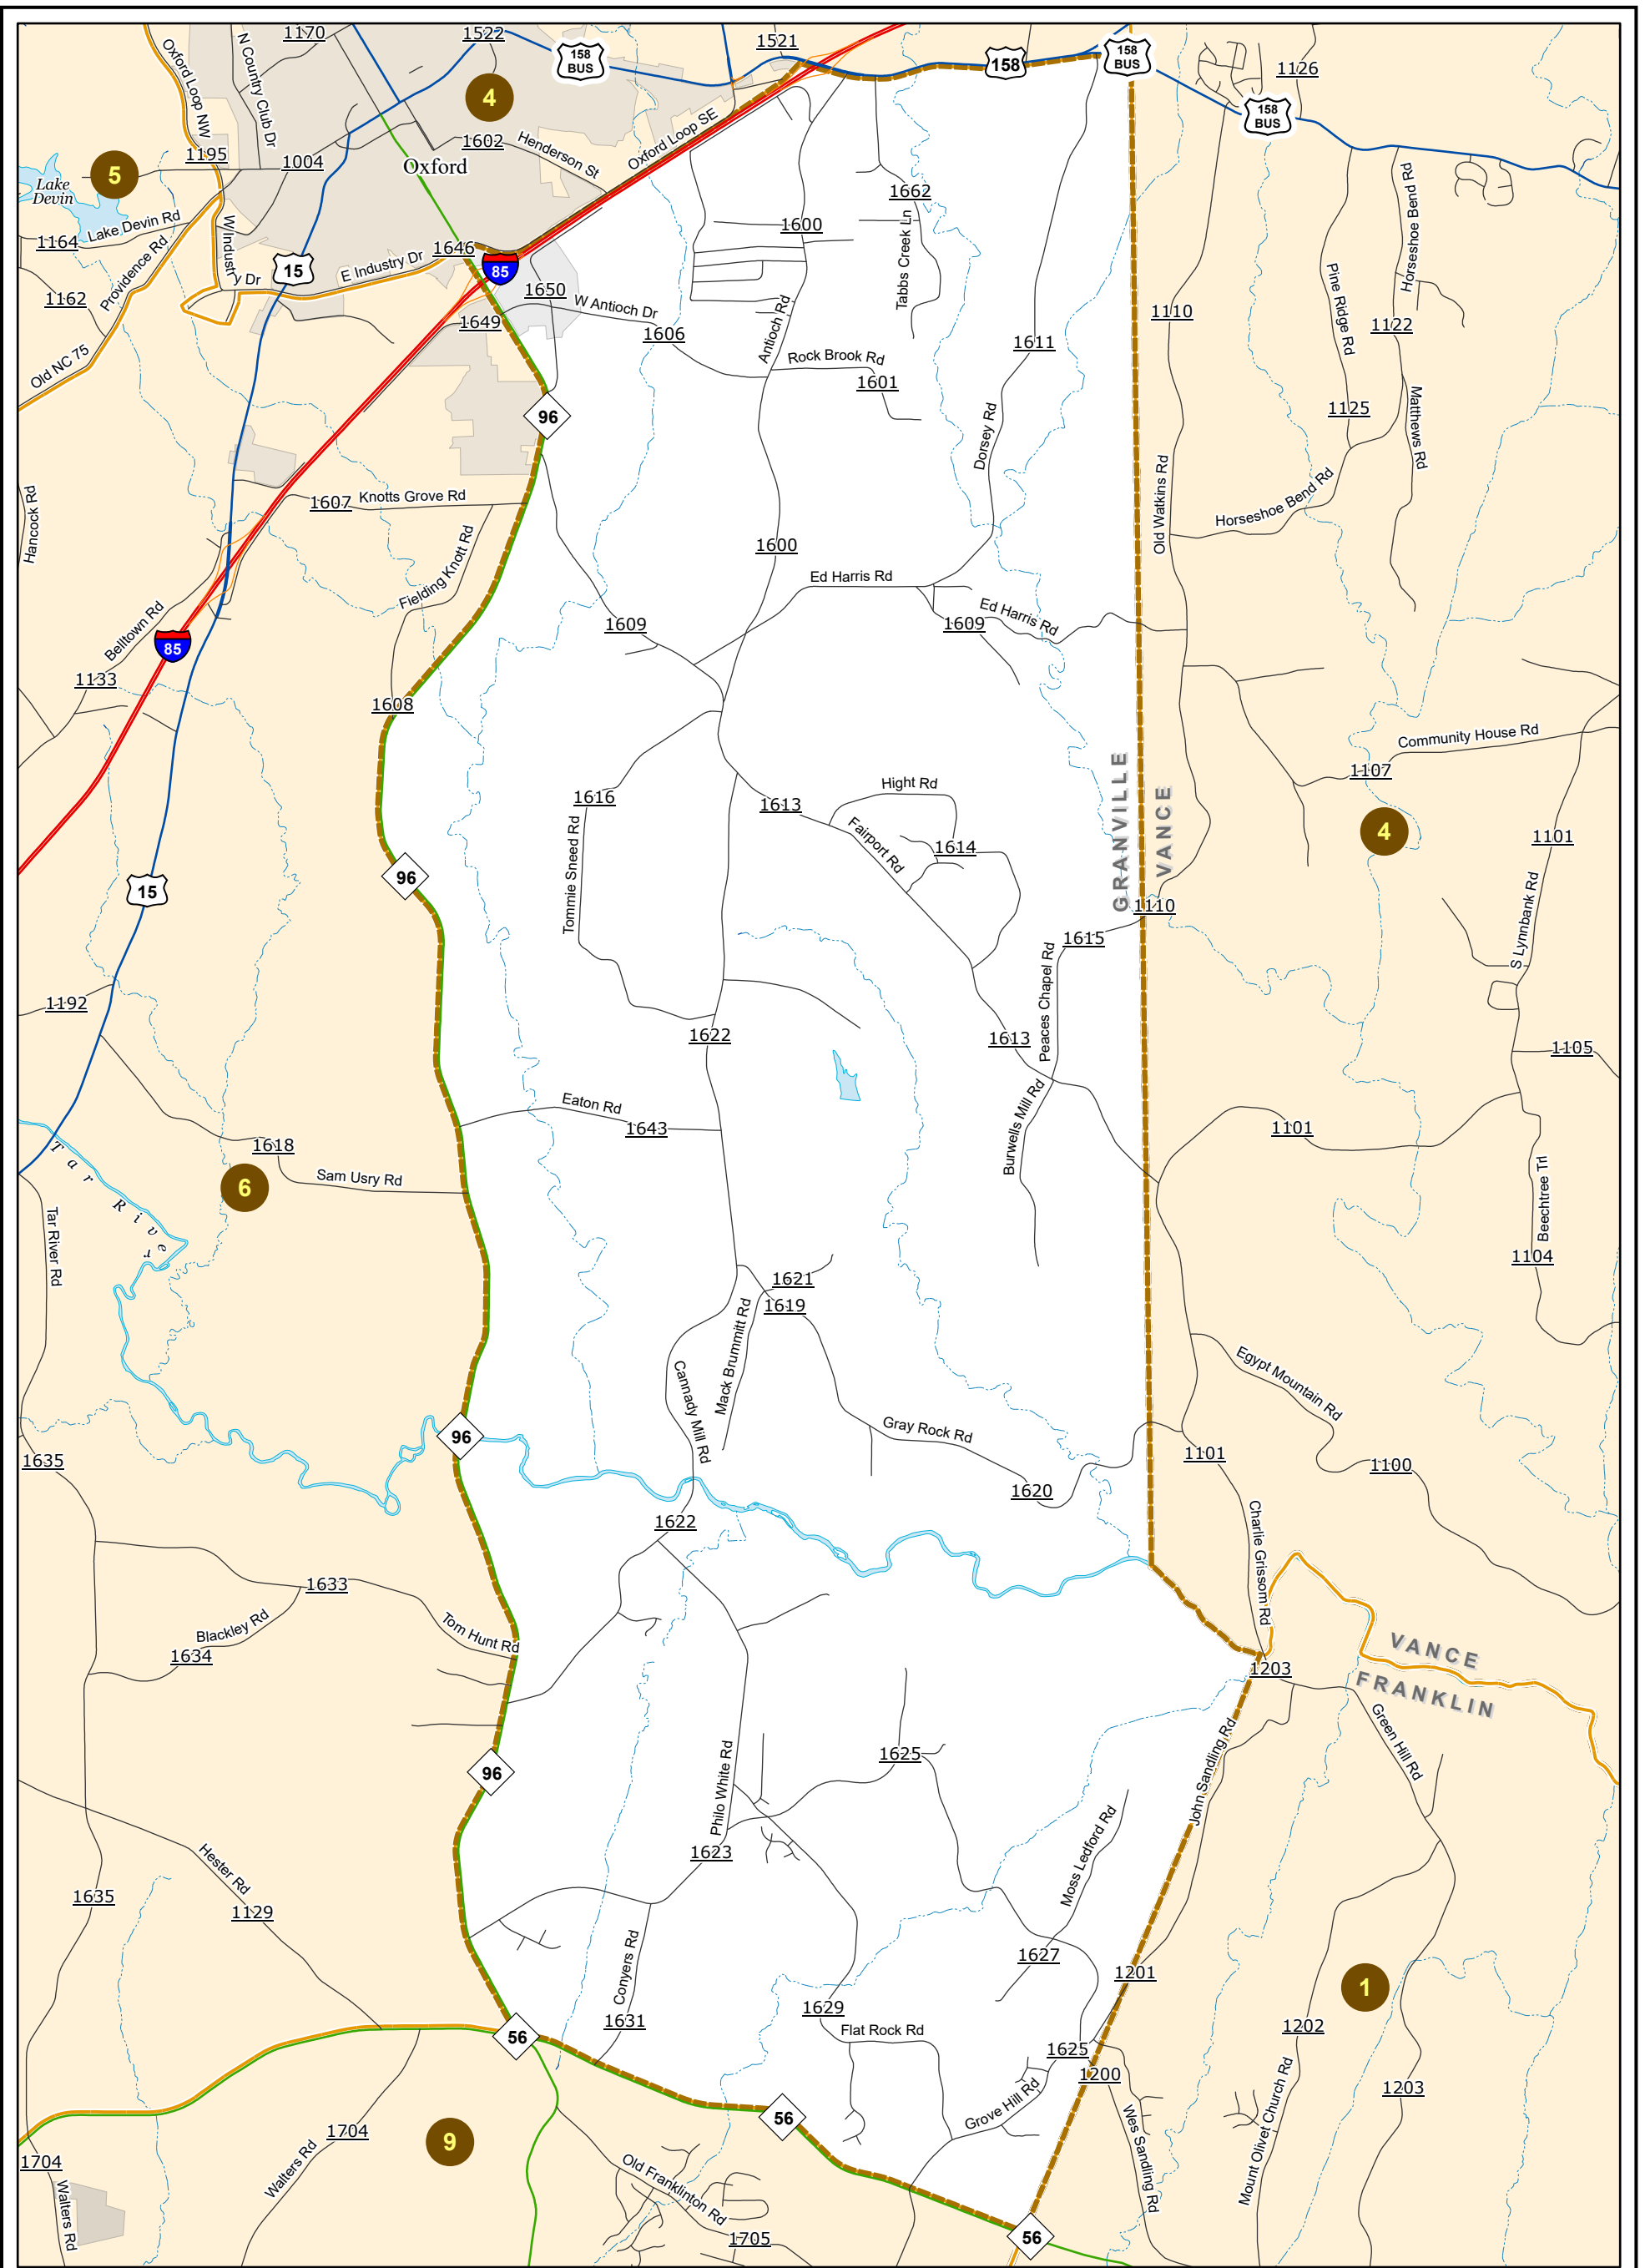 1170
1522
158
BUS
1521
158
158
BUS
1126
158
BUS
Oxford Loop NW
N Country Club Dr
4
1602
Henderson St
Oxford Loop SE
Oxford
5
1195
1004
Lake
Devin
1164
Lake Devin Rd
W Industry Dr
1646
85
E Industry Dr
15
Providence Rd
1162
Old NC 75
1650
W Antioch Dr
1649
1606
1600
1662
Tabbs Creek Ln
Antioch Rd
Rock Brook Rd
1601
1611
Dorsey Rd
1110
Old Watkins Rd
Pine Ridge Rd
Horseshoe Bend Rd
1122
1125
Matthews Rd
Horseshoe Bend Rd
96
1607
Knotts Grove Rd
Hancock Rd
Fielding Knott Rd
1600
Ed Harris Rd
1609
1609
Ed Harris Rd
Belltown Rd
85
1133
1608
Community House Rd
1107
GRANVILLE
VANCE
1616
Tommie Sneed Rd
1613
Hight Rd
Fairport Rd
1614
4
1101
96
15
1110
1615
S Lynnbank Rd
Peaces Chapel Rd
1192
1622
1613
1105
Burwells Mill Rd
Eaton Rd
1643
1101
1618
Sam Usry Rd
6
Tar River
Tar River Rd
Beechtree Trl
1104
1621
1619
Mack Brummitt Rd
Cannady Mill Rd
Egypt Mountain Rd
Gray Rock Rd
96
1635
1101
1100
1620
1622
Charlie Grissom Rd
1633
Blackley Rd
Tom Hunt Rd
1634
VANCE
FRANKLIN
1203
Green Hill Rd
John Sandling Rd
96
1625
Philo White Rd
1623
Moss Ledford Rd
Hester Rd
1635
1129
1627
Conyers Rd
1201
1
1629
1631
Flat Rock Rd
1202
56
1625
1200
Grove Hill Rd
Mount Olivet Church Rd
1203
56
Wes Sandling Rd
9
1704
1704
Walters Rd
Walters Rd
Old Franklinton Rd
1705
56